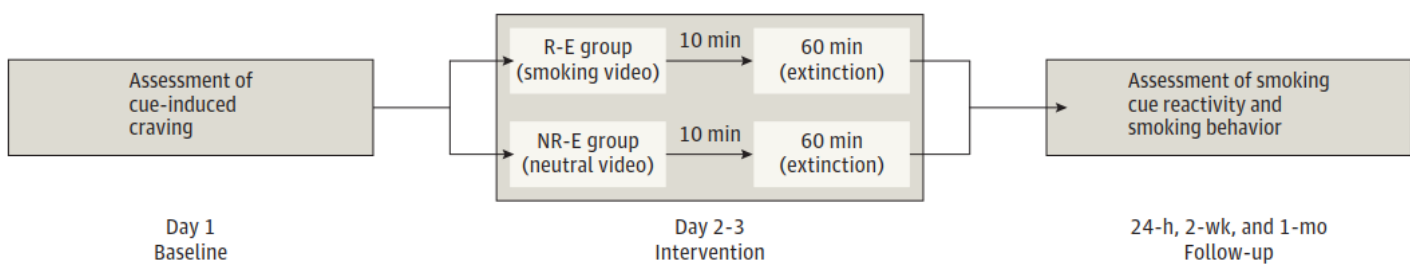 Assessment of
cue-induced
craving
R-E group
(smoking video)
10 min
60 min
(extinction)
NR-E group
(neutral video)
10 min
60 min
(extinction)
Assessment of smoking
cue reactivity and
smoking behavior
Day 1
Baseline
Day 2-3
Intervention
24-h, 2-wk, and 1-mo
Follow-up